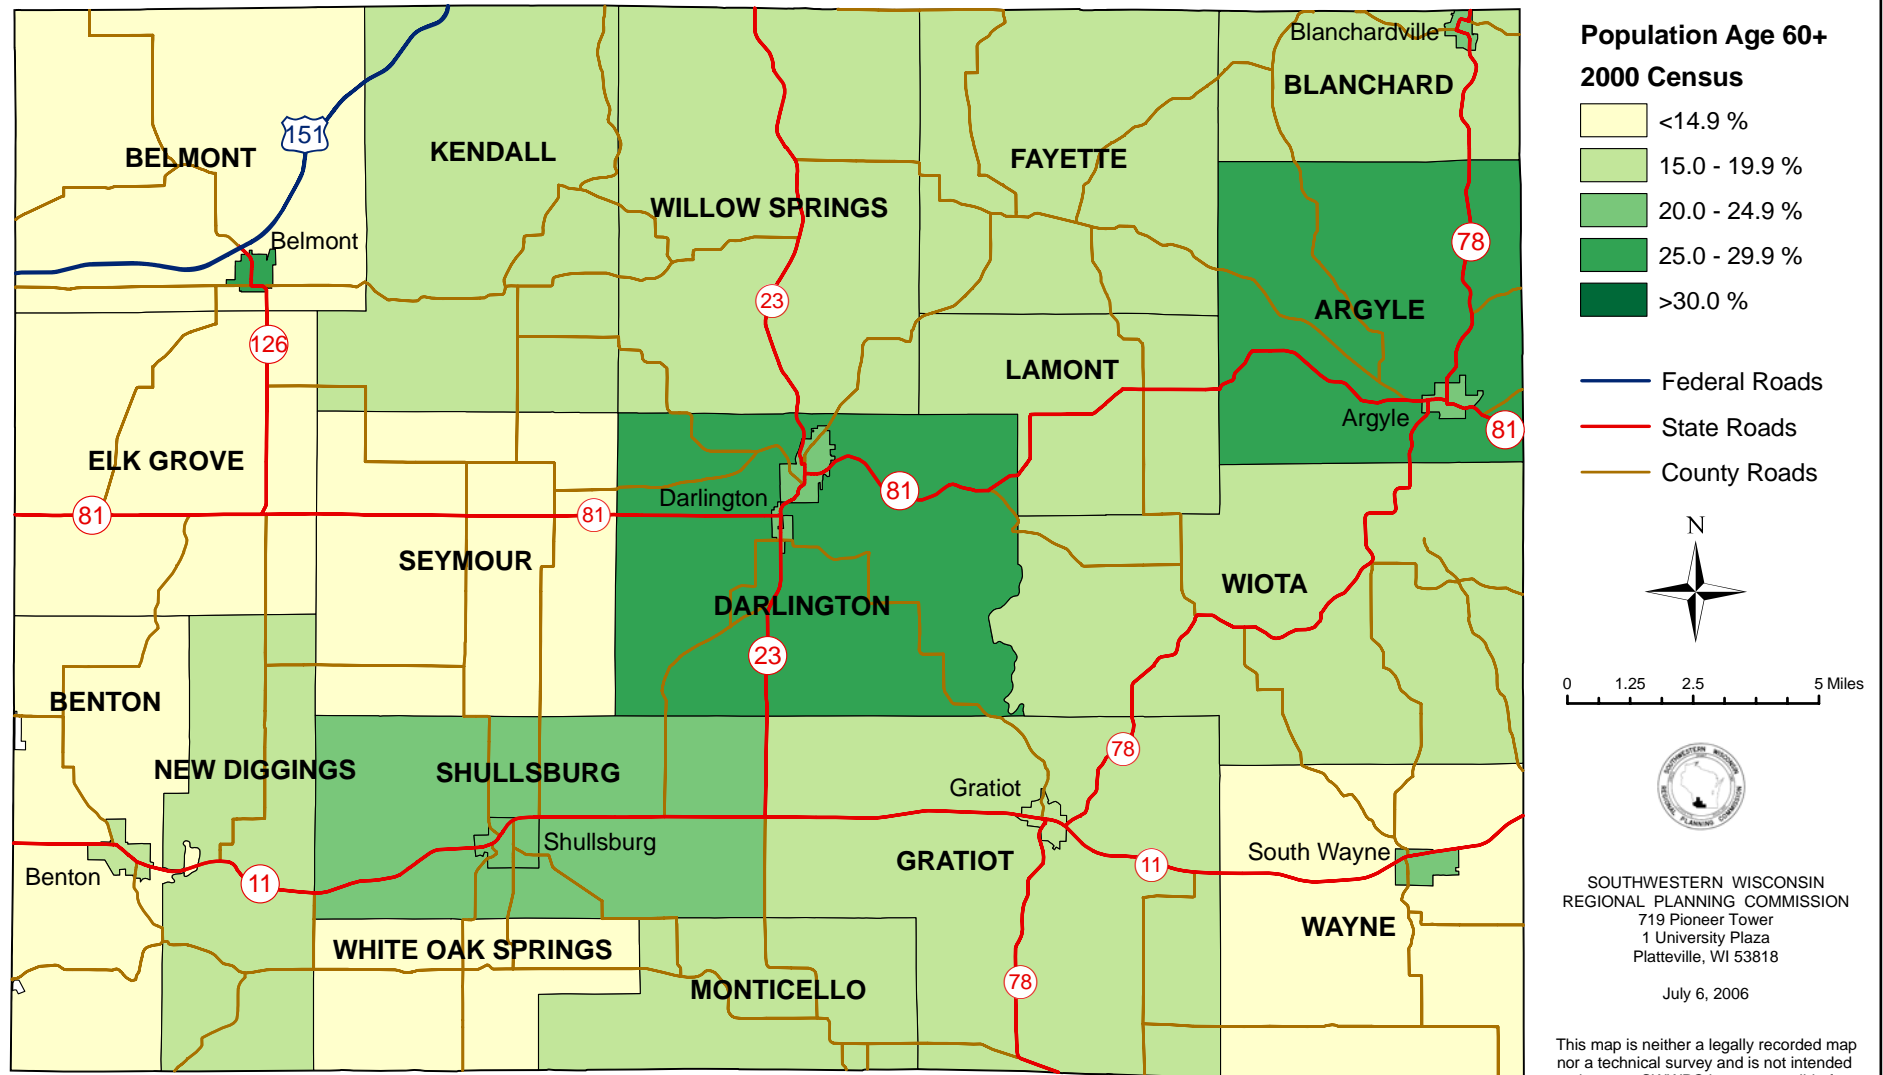 Blanchardville
BLANCHARD
151
BELMONT
KENDALL
FAYETTE
WILLOW SPRINGS
Belmont
78
23
ARGYLE
126
LAMONT
Argyle
81
ELK GROVE
81
Darlington
81
81
SEYMOUR
WIOTA
DARLINGTON
23
BENTON
78
NEW DIGGINGS
SHULLSBURG
Gratiot
Shullsburg
South Wayne
GRATIOT
11
Benton
11
WAYNE
WHITE OAK SPRINGS
78
MONTICELLO
Population Age 60+
2000 Census
<14.9 %
15.0 - 19.9 %
20.0 - 24.9 %
25.0 - 29.9 %
>30.0 %
Federal Roads
State Roads
County Roads
N
0 1.25 2.5 5 Miles
SOUTHWESTERN WISCONSIN
REGIONAL PLANNING COMMISSION
SOUTHWESTERN WISCONSIN
REGIONAL PLANNING COMMISSION
719 Pioneer Tower
1 University Plaza
Platteville, WI 53818
July 6, 2006
This map is neither a legally recorded map
nor a technical survey and is not intended